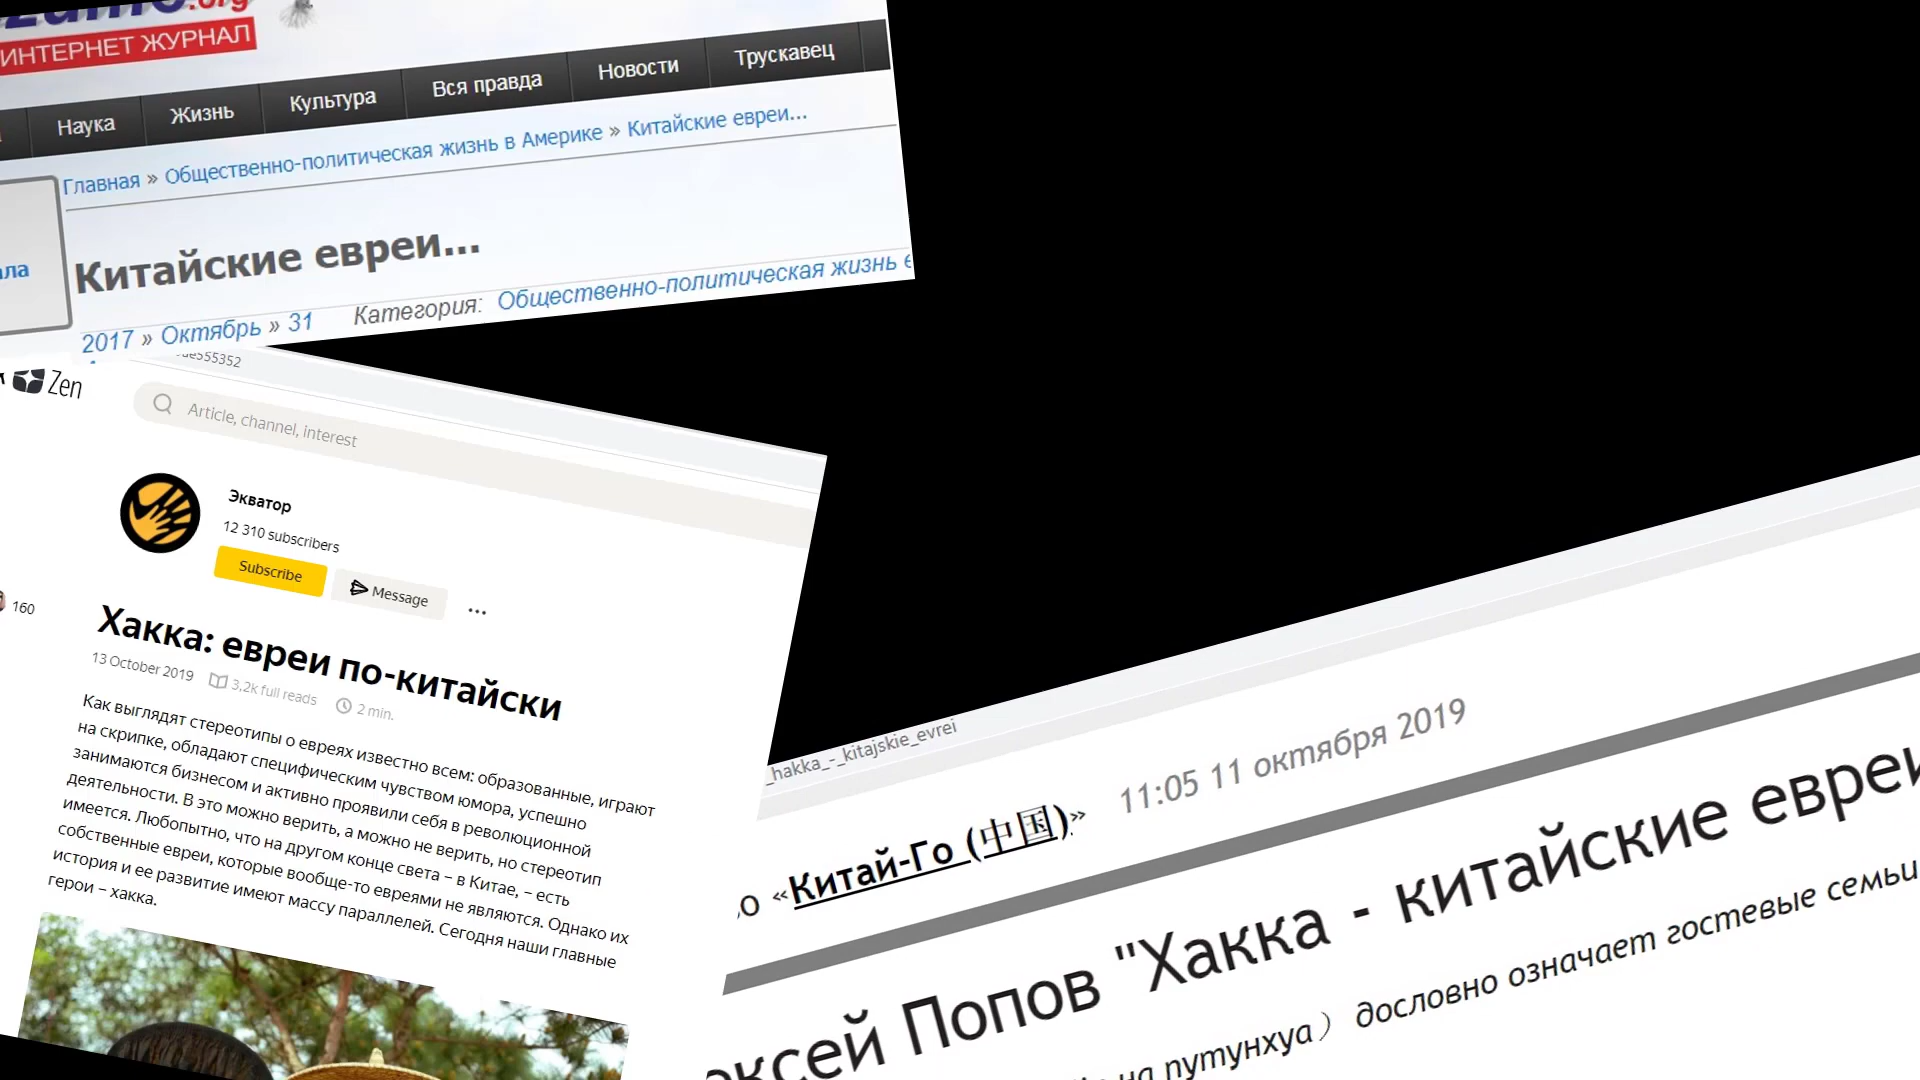 .org
ИНТЕРНЕТ ЖУРНАЛ
Наука Жизнь Культура Вся правда Новости Трускавец
Главная » Общественно-политическая жизнь в Америке » Китайские евреи...
Китайские евреи...
2017 » Октябрь » 31 Категория: Общественно-политическая жизнь
Zen
Article, channel, interest
Экватор
12 310 subscribers
Subscribe Message ...
160
Хакка: евреи по-китайски
13 October 2019 3,2k full reads 2 min.
Как выглядят стереотипы о евреях известно всем: образованные, играют
на скрипке, обладают специфическим чувством юмора, успешно
занимаются бизнесом и активно проявили себя в революционной
деятельности. В это можно верить, а можно не верить, но стереотип
имеется. Любопытно, что на другом конце света – в Китае, – есть
собственные евреи, которые вообще-то евреями не являются. Однако их
история и ее развитие имеют массу параллелей. Сегодня наши главные
герои – хакка.
_hakka_-_kitajskie_evrei
«Китай-Го (中国)» 11:05 11 октября 2019
Попов "Хакка - китайские евреи
на путунхуа） дословно означает гостевые семьи